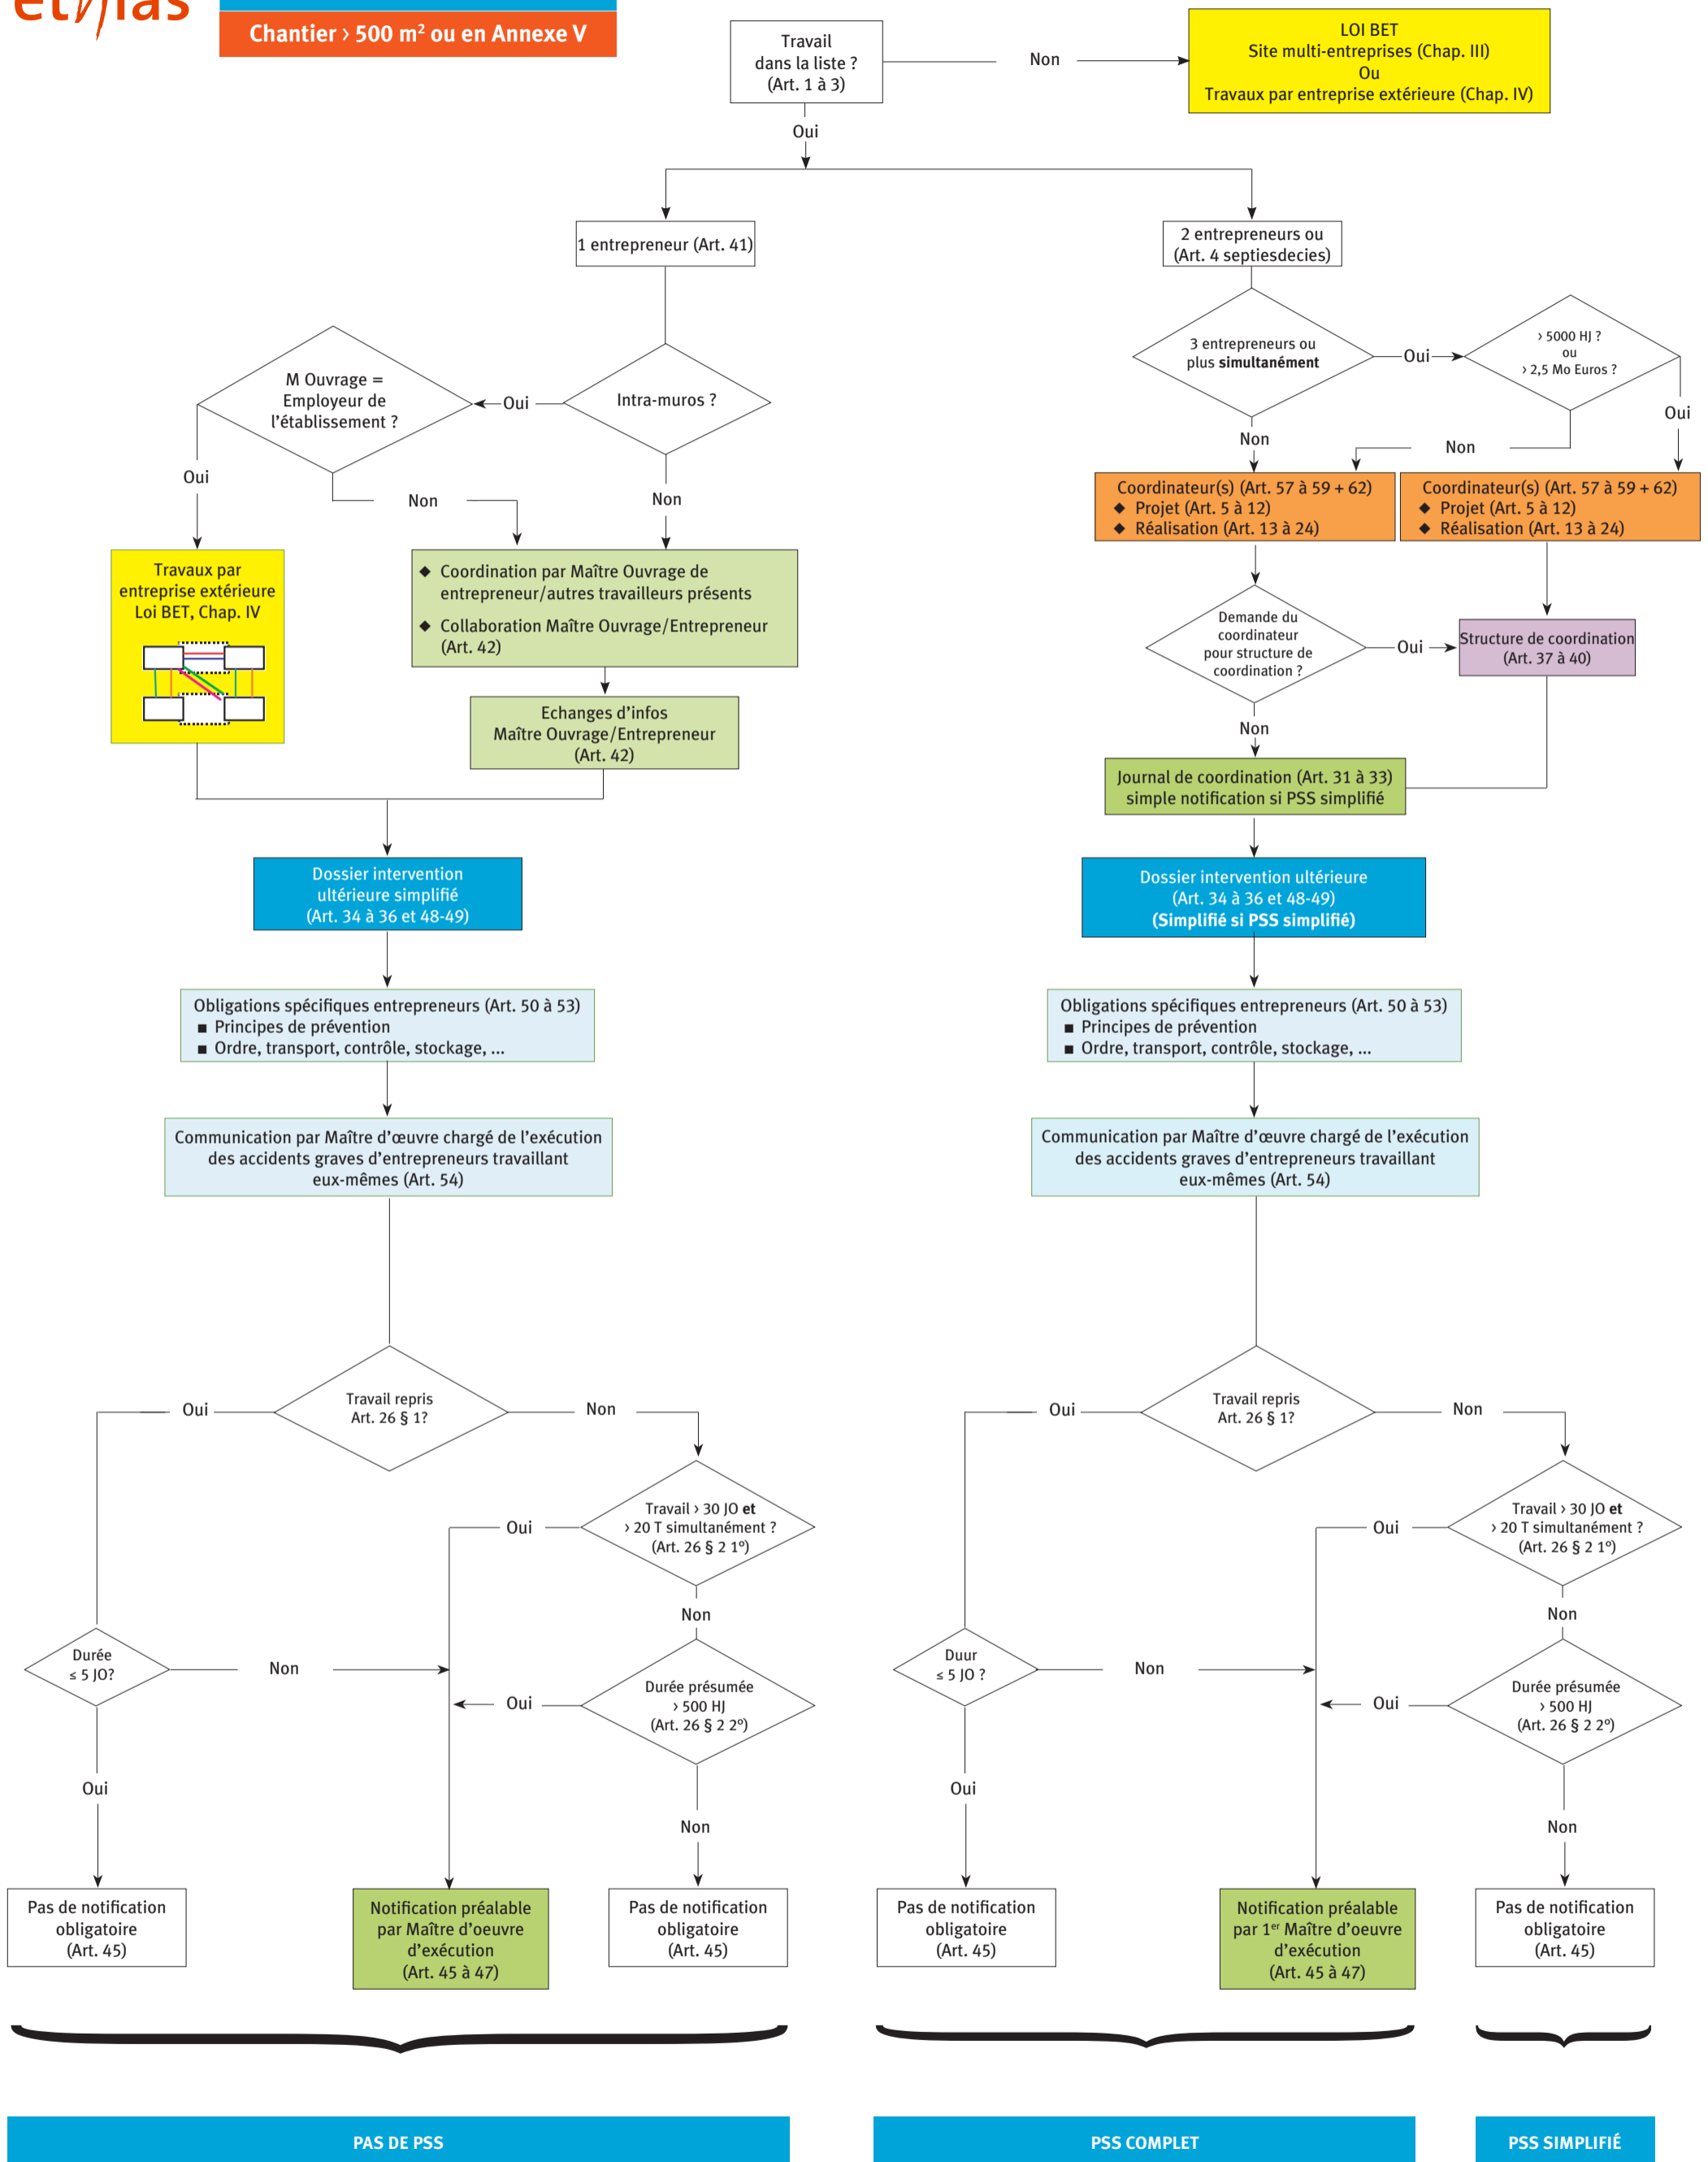 ethias
Chantier > 500 m² ou en Annexe V
Travail
dans la liste ?
(Art. 1 à 3)
Non
LOI BET
Site multi-entreprises (Chap. III)
Ou
Travaux par entreprise extérieure (Chap. IV)
Oui
1 entrepreneur (Art. 41)
2 entrepreneurs ou
(Art. 4 septiesdecies)
M Ouvrage =
Employeur de
l’établissement ?
Oui
Intra-muros ?
3 entrepreneurs ou
plus simultanément
Oui
> 5000 HJ ?
ou
> 2,5 Mo Euros ?
Oui
Non
Non
Oui
Non
Non
Coordinateur(s) (Art. 57 à 59 + 62)
◆ Projet (Art. 5 à 12)
◆ Réalisation (Art. 13 à 24)
Coordinateur(s) (Art. 57 à 59 + 62)
◆ Projet (Art. 5 à 12)
◆ Réalisation (Art. 13 à 24)
Travaux par
entreprise extérieure
Loi BET, Chap. IV
◆ Coordination par Maître Ouvrage de
entrepreneur/autres travailleurs présents
◆ Collaboration Maître Ouvrage/Entrepreneur
(Art. 42)
Demande du
coordinateur
pour structure de
coordination ?
Oui
Structure de coordination
(Art. 37 à 40)
Echanges d’infos
Maître Ouvrage/Entrepreneur
(Art. 42)
Non
Journal de coordination (Art. 31 à 33)
simple notification si PSS simplifié
Dossier intervention
ultérieure simplifié
(Art. 34 à 36 et 48-49)
Dossier intervention ultérieure
(Art. 34 à 36 et 48-49)
(Simplifié si PSS simplifié)
Obligations spécifiques entrepreneurs (Art. 50 à 53)
■ Principes de prévention
■ Ordre, transport, contrôle, stockage, ...
Obligations spécifiques entrepreneurs (Art. 50 à 53)
■ Principes de prévention
■ Ordre, transport, contrôle, stockage, ...
Communication par Maître d’œuvre chargé de l’exécution
des accidents graves d’entrepreneurs travaillant
eux-mêmes (Art. 54)
Communication par Maître d’œuvre chargé de l’exécution
des accidents graves d’entrepreneurs travaillant
eux-mêmes (Art. 54)
Oui
Travail repris
Art. 26 § 1?
Non
Oui
Travail repris
Art. 26 § 1?
Non
Oui
Travail > 30 JO et
> 20 T simultanément ?
(Art. 26 § 2 1º)
Oui
Travail > 30 JO et
> 20 T simultanément ?
(Art. 26 § 2 1º)
Non
Non
Durée
≤ 5 JO?
Non
Oui
Durée présumée
> 500 HJ
(Art. 26 § 2 2º)
Duur
≤ 5 JO ?
Non
Oui
Durée présumée
> 500 HJ
(Art. 26 § 2 2º)
Oui
Non
Oui
Non
Pas de notification
obligatoire
(Art. 45)
Notification préalable
par Maître d’oeuvre
d’exécution
(Art. 45 à 47)
Pas de notification
obligatoire
(Art. 45)
Pas de notification
obligatoire
(Art. 45)
Notification préalable
par 1er Maître d’oeuvre
d’exécution
(Art. 45 à 47)
Pas de notification
obligatoire
(Art. 45)
PAS DE PSS
PSS COMPLET
PSS SIMPLIFIÉ